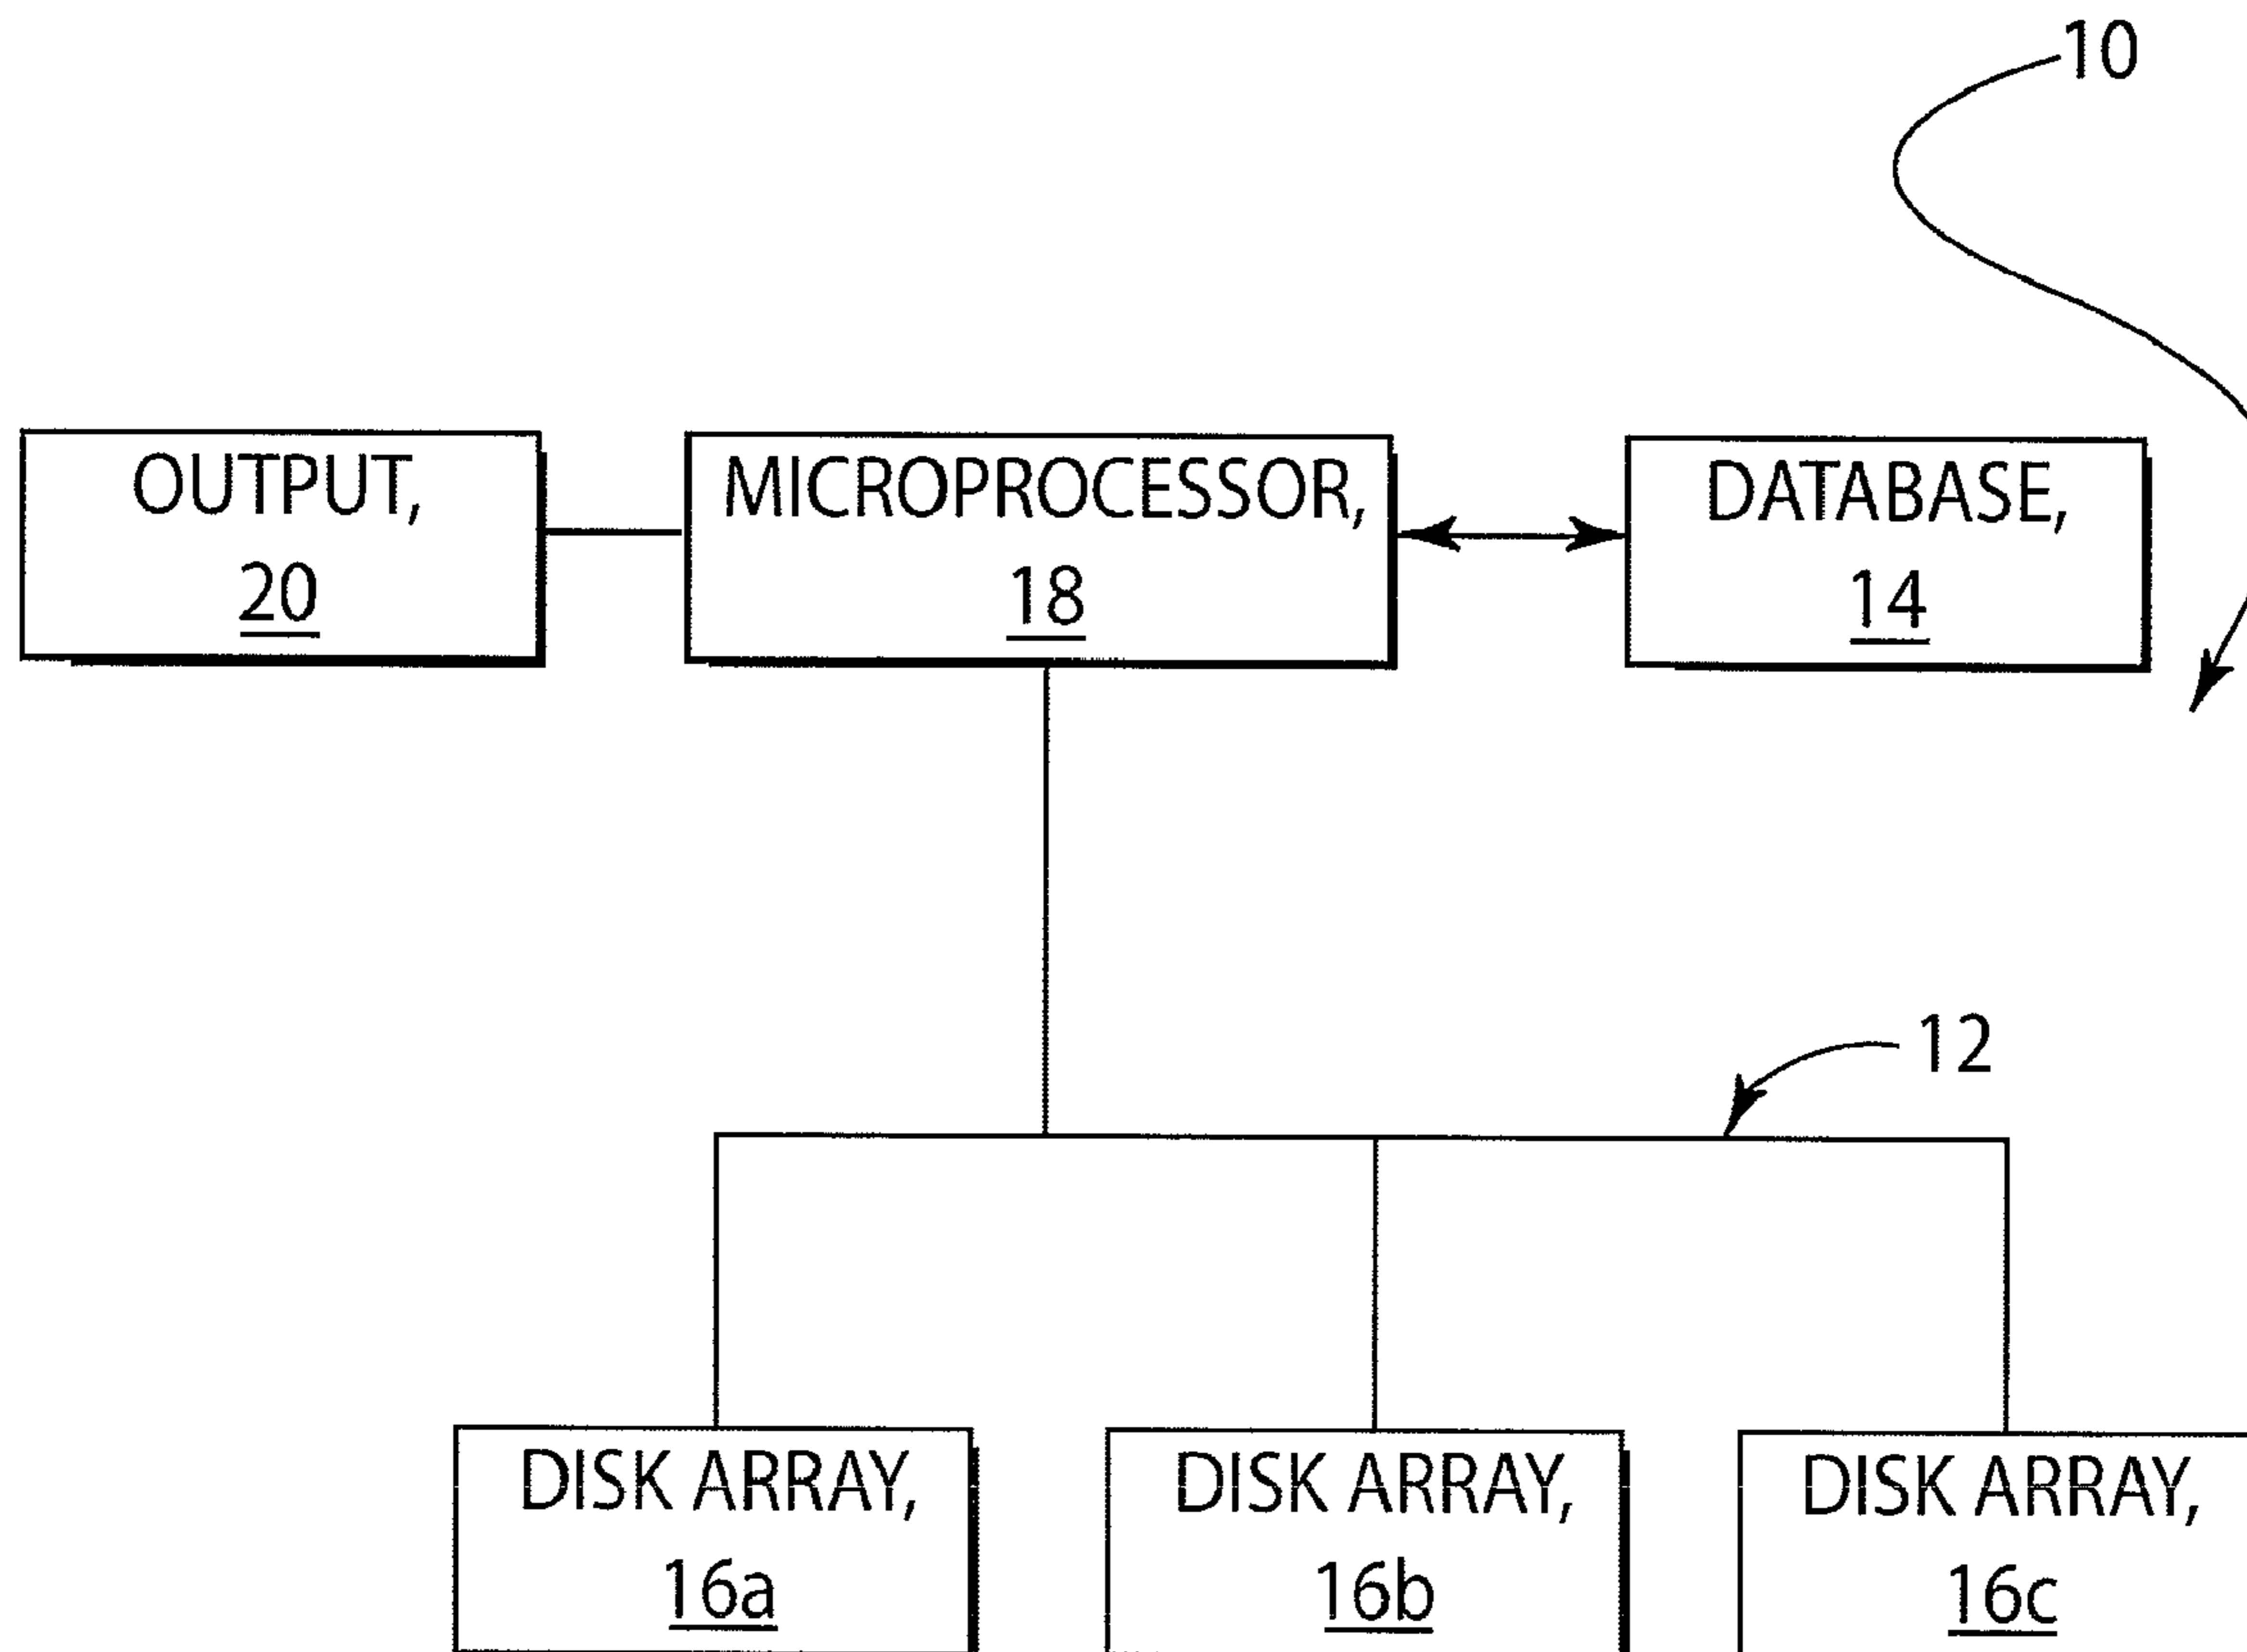 10
OUTPUT,
20
MICROPROCESSOR,
18
DATABASE,
14
12
DISK ARRAY,
16a
DISK ARRAY,
16b
DISK ARRAY,
16c